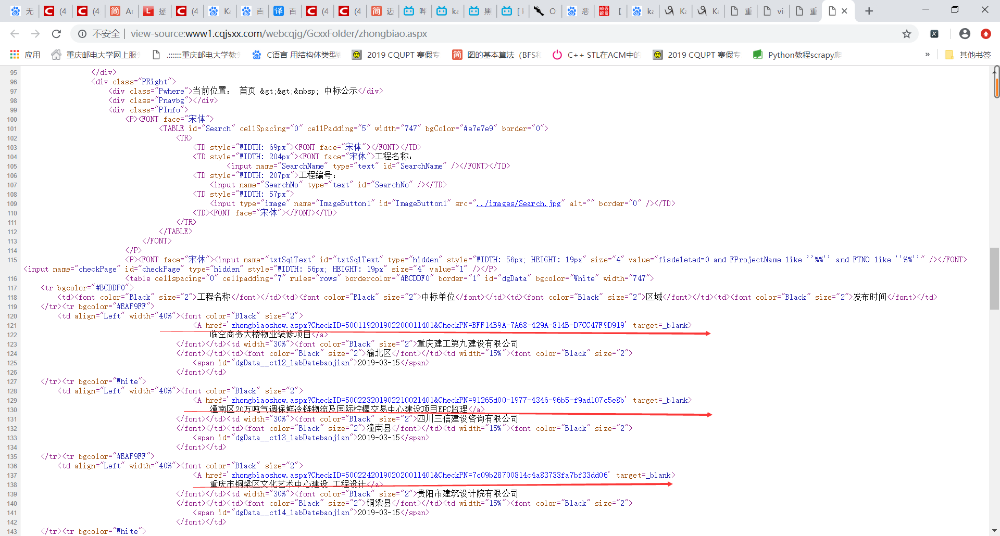 无 (4 (4 简 Ar L 拯 (4 Ka 百 译 百 (4 (4 简 迈 哔 ka 黑 [ O 恶 吾爱破解 【 ka Ka Ka 重 vi 重
不安全 | view-source:www1.cqjsxx.com/webcqjg/GcxxFolder/zhongbiao.aspx
应用 重庆邮电大学网上服务 .:::::::重庆邮电大学教务 C语言 用结构体类型 2019 CQUPT 寒假专 简 图的基本算法（BFS和 C++ STL在ACM中的 2019 CQUPT 寒假专 Python教程scrapy爬 » 其他书签
95 </div>
96 <div class="PRight">
97 <div class="Pwhere">当前位置： 首页 &gt;&gt;&nbsp; 中标公示</div>
98 <div class="Pnavbg"></div>
99 <div class="PInfo">
100 <P><FONT face="宋体">
101 <TABLE id="Search" cellSpacing="0" cellPadding="5" width="747" bgColor="#e7e7e9" border="0">
102 <TR>
103 <TD style="WIDTH: 69px"><FONT face="宋体"></FONT></TD>
104 <TD style="WIDTH: 204px"><FONT face="宋体">工程名称：
105 <input name="SearchName" type="text" id="SearchName" /></FONT></TD>
106 <TD style="WIDTH: 207px">工程编号：
107 <input name="SearchNo" type="text" id="SearchNo" /></TD>
108 <TD style="WIDTH: 57px">
109 <input type="image" name="ImageButton1" id="ImageButton1" src="../images/Search.jpg" alt="" border="0" /></TD>
110 <TD><FONT face="宋体"></FONT></TD>
111 </TR>
112 </TABLE>
113 </FONT>
114 </P>
115 <P><FONT face="宋体"><input name="txtSqlText" id="txtSqlText" type="hidden" style="WIDTH: 56px; HEIGHT: 19px" size="4" value="fisdeleted=0 and FProjectName like ''%%'' and FTNO like ''%%''" /></FONT>
<input name="checkPage" id="checkPage" type="hidden" style="WIDTH: 56px; HEIGHT: 19px" size="4" value="1" /></P>
116 <table cellspacing="0" cellpadding="7" rules="rows" bordercolor="#BCDDF0" border="1" id="dgData" bgcolor="White" width="747">
117 <tr bgcolor="#BCDDF0">
118 <td><font color="Black" size="2">工程名称</font></td><td><font color="Black" size="2">中标单位</font></td><td><font color="Black" size="2">区域</font></td><td><font color="Black" size="2">发布时间</font></td>
119 </tr><tr bgcolor="#EAF9FF">
120 <td align="Left" width="40%"><font color="Black" size="2">
121 <A href='zhongbiaoshow.aspx?CheckID=500119201902200011401&CheckPN=BFF14B9A-7A68-429A-814B-D7CC47F9D919' target=_blank>
122 临空商务大楼物业装修项目</a>
123 </font></td><td width="30%"><font color="Black" size="2">重庆建工第九建设有限公司
124 </font></td><td><font color="Black" size="2">渝北区</font></td><td width="15%"><font color="Black" size="2">
125 <span id="dgData__ctl2_labDatebaojian">2019-03-15</span>
126 </font></td>
127 </tr><tr bgcolor="White">
128 <td align="Left" width="40%"><font color="Black" size="2">
129 <A href='zhongbiaoshow.aspx?CheckID=500223201902210021401&CheckPN=91265d00-1977-4346-96b5-f9ad107c5e8b' target=_blank>
130 潼南区20万吨气调保鲜冷链物流及国际柠檬交易中心建设项目EPC监理</a>
131 </font></td><td width="30%"><font color="Black" size="2">四川三信建设咨询有限公司
132 </font></td><td><font color="Black" size="2">潼南县</font></td><td width="15%"><font color="Black" size="2">
133 <span id="dgData__ctl3_labDatebaojian">2019-03-15</span>
134 </font></td>
135 </tr><tr bgcolor="#EAF9FF">
136 <td align="Left" width="40%"><font color="Black" size="2">
137 <A href='zhongbiaoshow.aspx?CheckID=500224201902020011401&CheckPN=7c09b28700814c4a83733fa7bf33dd06' target=_blank>
138 重庆市铜梁区文化艺术中心建设 工程设计</a>
139 </font></td><td width="30%"><font color="Black" size="2">贵阳市建筑设计院有限公司
140 </font></td><td><font color="Black" size="2">铜梁县</font></td><td width="15%"><font color="Black" size="2">
141 <span id="dgData__ctl4_labDatebaojian">2019-03-15</span>
142 </font></td>
143 </tr><tr bgcolor="White">